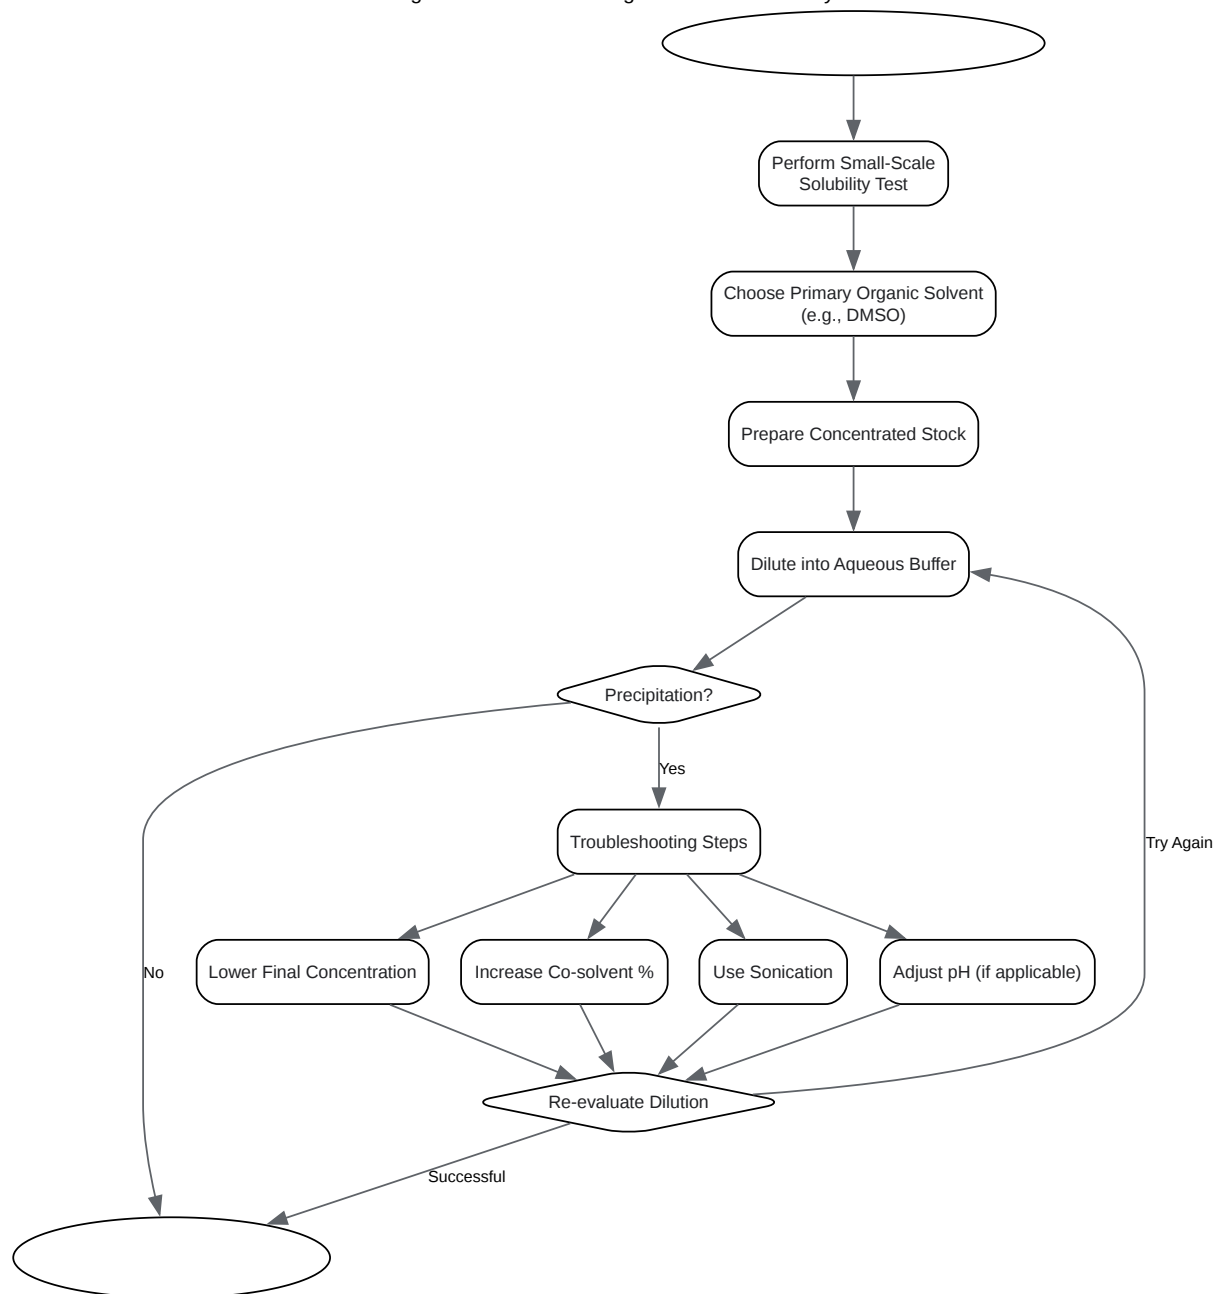 Perform Small-Scale
Solubility Test
Choose Primary Organic Solvent
(e.g., DMSO)
Prepare Concentrated Stock
Dilute into Aqueous Buffer
Precipitation?
Yes
Troubleshooting Steps
Try Again
No
Lower Final Concentration
Increase Co-solvent %
Use Sonication
Adjust pH (if applicable)
Re-evaluate Dilution
Successful